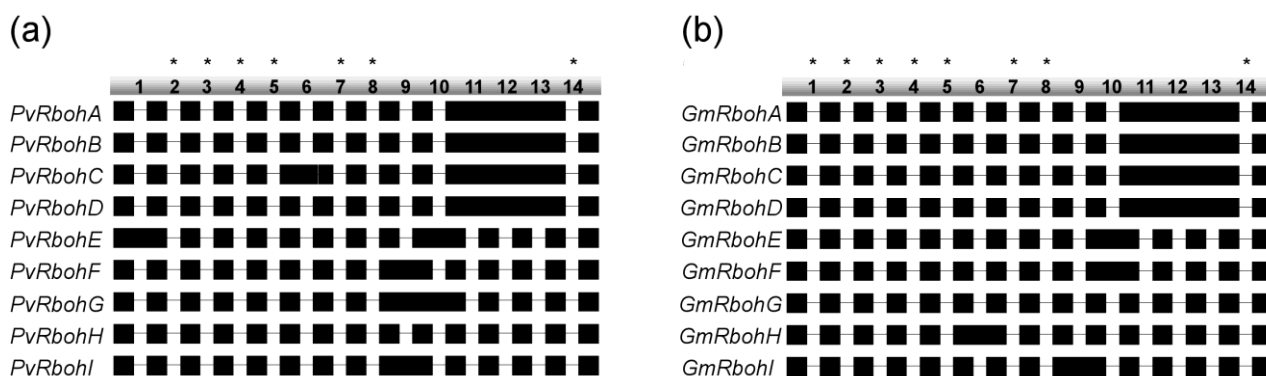 (a)
* * * * * * *
1 2 3 4 5 6 7 8 9 10 11 12 13 14
PvRbohA
PvRbohB
PvRbohC
PvRbohD
PvRbohE
PvRbohF
PvRbohG
PvRbohH
PvRbohI
(b)
* * * * * * * *
1 2 3 4 5 6 7 8 9 10 11 12 13 14
GmRbohA
GmRbohB
GmRbohC
GmRbohD
GmRbohE
GmRbohF
GmRbohG
GmRbohH
GmRbohI